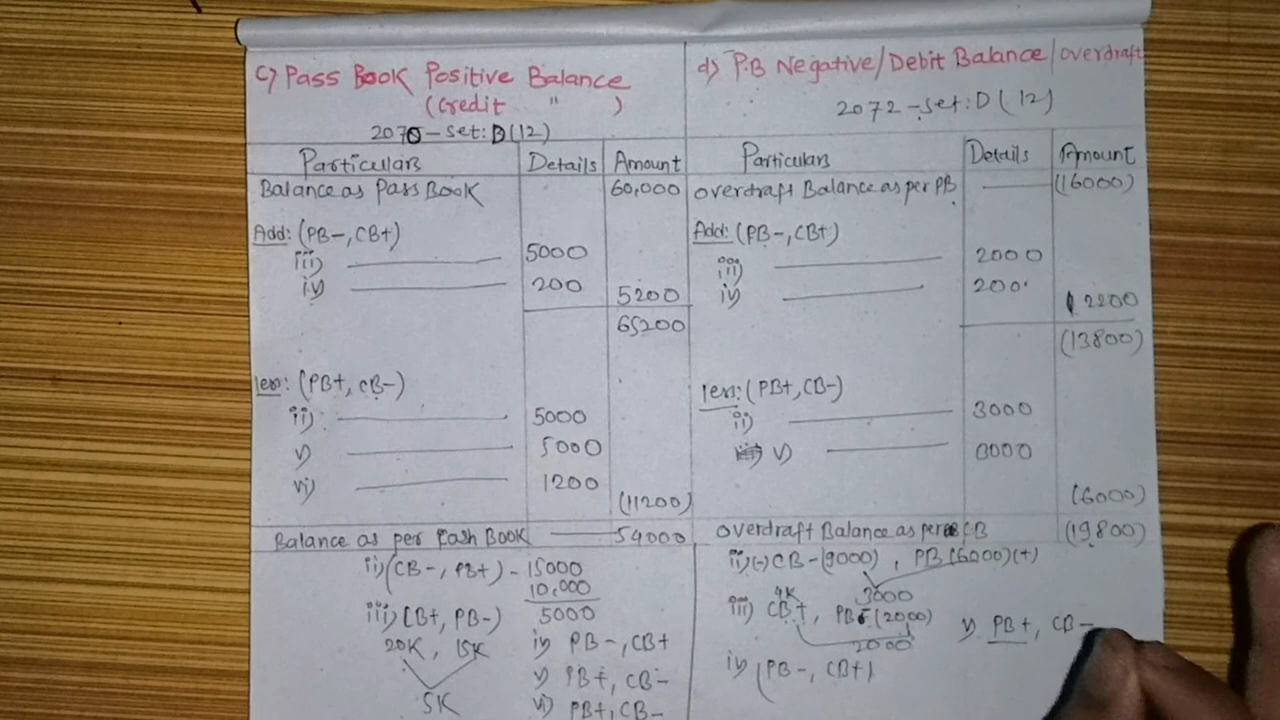 c) Pass Book Positive Balance
(Credit " )
2070-set: D(12)
Particulars Details Amount
Balance as Pass Book 60,000
Add: (PB-, CB+)
iii) 5000
iv) 200 5200
65200
less: (PB+, CB-)
ii) 5000
v) 5000
vi) 1200
(11200)
Balance as per Cash Book 54000
ii) (CB-, PB+) - 15000
10,000
iii) (CB+, PB-) 5000
20K, 15K
5K
iv) PB-, CB+
v) PB+, CB-
vi) PB+, CB-
d) P.B Negative/Debit Balance/overdraft
2072-set: D(12)
Particulars Details Amount
overdraft Balance as per PB (16000)
Add: (PB-, CB+)
iii) 2000
iv) 200 2200
(13800)
less: (PB+, CB-)
ii) 3000
v) 3000
(6000)
overdraft Balance as per CB (19800)
ii) (-) CB-(9000), PB(6000)(+)
3000
4K
iii) CB+, PB (2000)
2000
iv) (PB-, CB+)
v) PB+, CB-